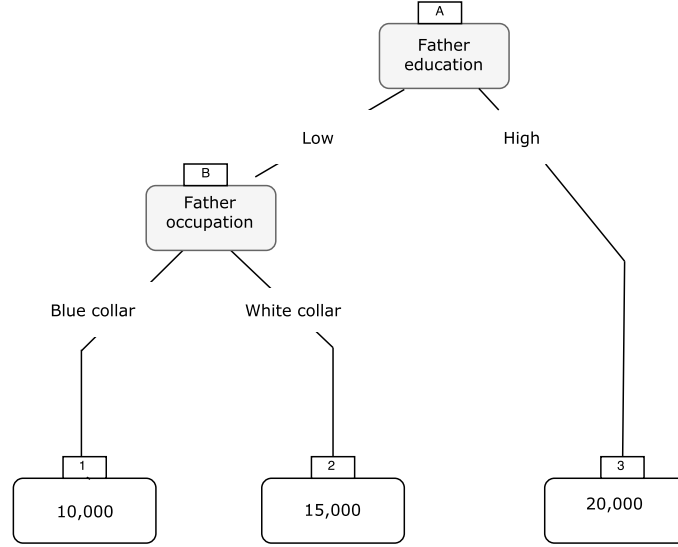 A
Father
education
Low
High
B
Father
occupation
Blue collar
White collar
1
2
3
10,000
15,000
20,000